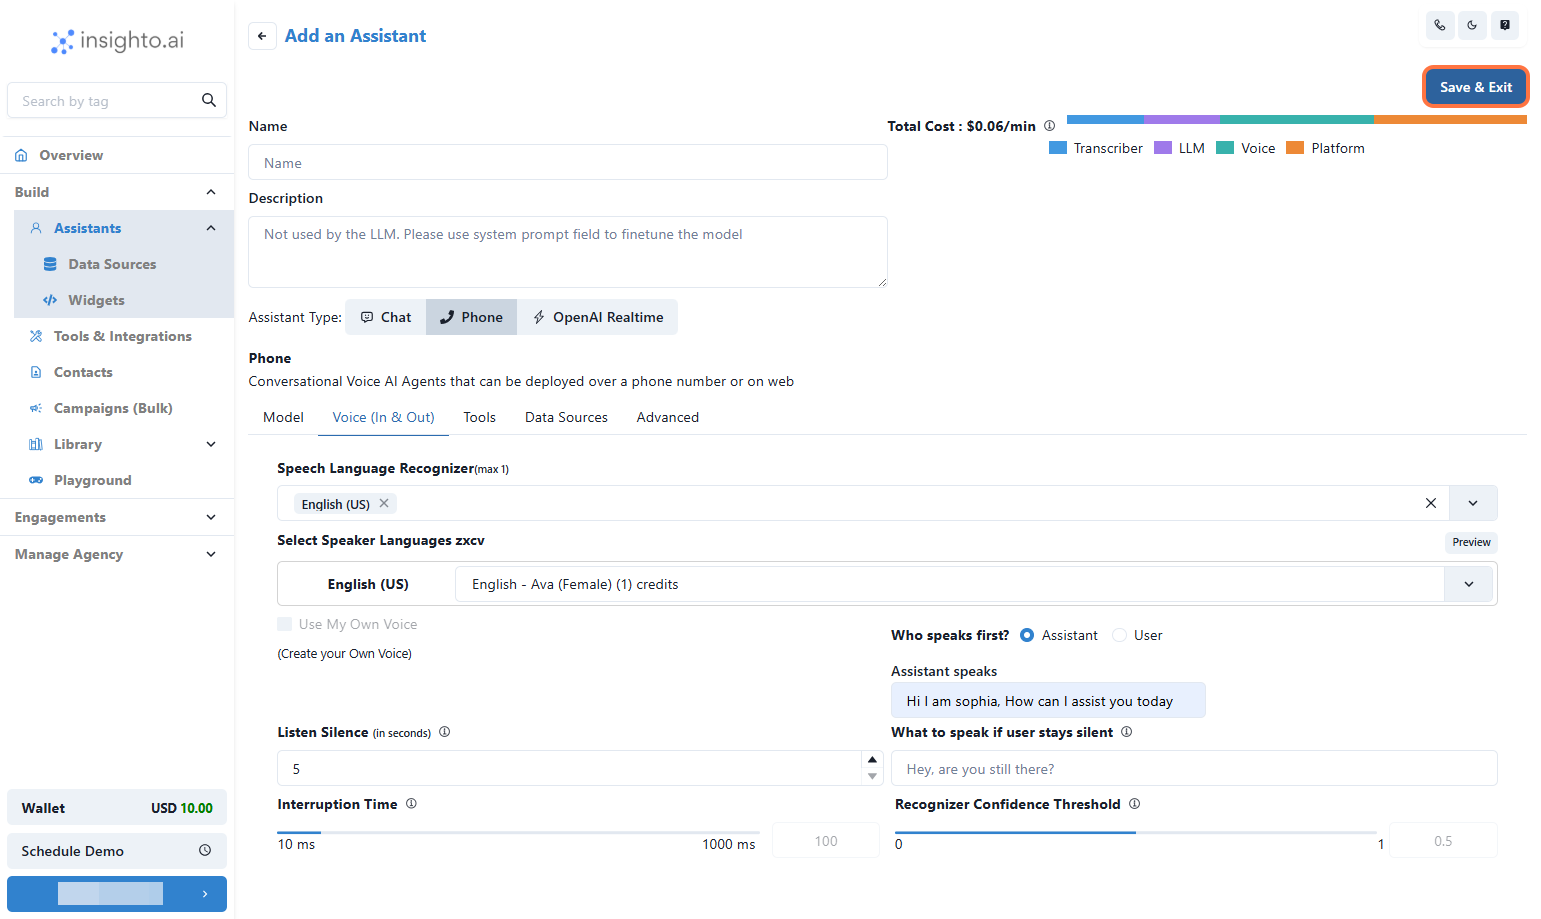 insighto.ai
Search by tag
Overview
Build
Assistants
Data Sources
Widgets
Tools & Integrations
Contacts
Campaigns (Bulk)
Library
Playground
Engagements
Manage Agency
Wallet USD 10.00
Schedule Demo
Add an Assistant
Save & Exit
Name
Name
Total Cost : $0.06/min
Transcriber LLM Voice Platform
Description
Not used by the LLM. Please use system prompt field to finetune the model
Assistant Type: Chat Phone OpenAI Realtime
Phone
Conversational Voice AI Agents that can be deployed over a phone number or on web
Model Voice (In & Out) Tools Data Sources Advanced
Speech Language Recognizer(max 1)
English (US)
Select Speaker Languages zxcv
Preview
English (US) English - Ava (Female) (1) credits
Use My Own Voice
(Create your Own Voice)
Who speaks first? Assistant User
Assistant speaks
Hi I am sophia, How can I assist you today
Listen Silence (in seconds)
5
What to speak if user stays silent
Hey, are you still there?
Interruption Time
10 ms 1000 ms 100
Recognizer Confidence Threshold
0 1 0.5